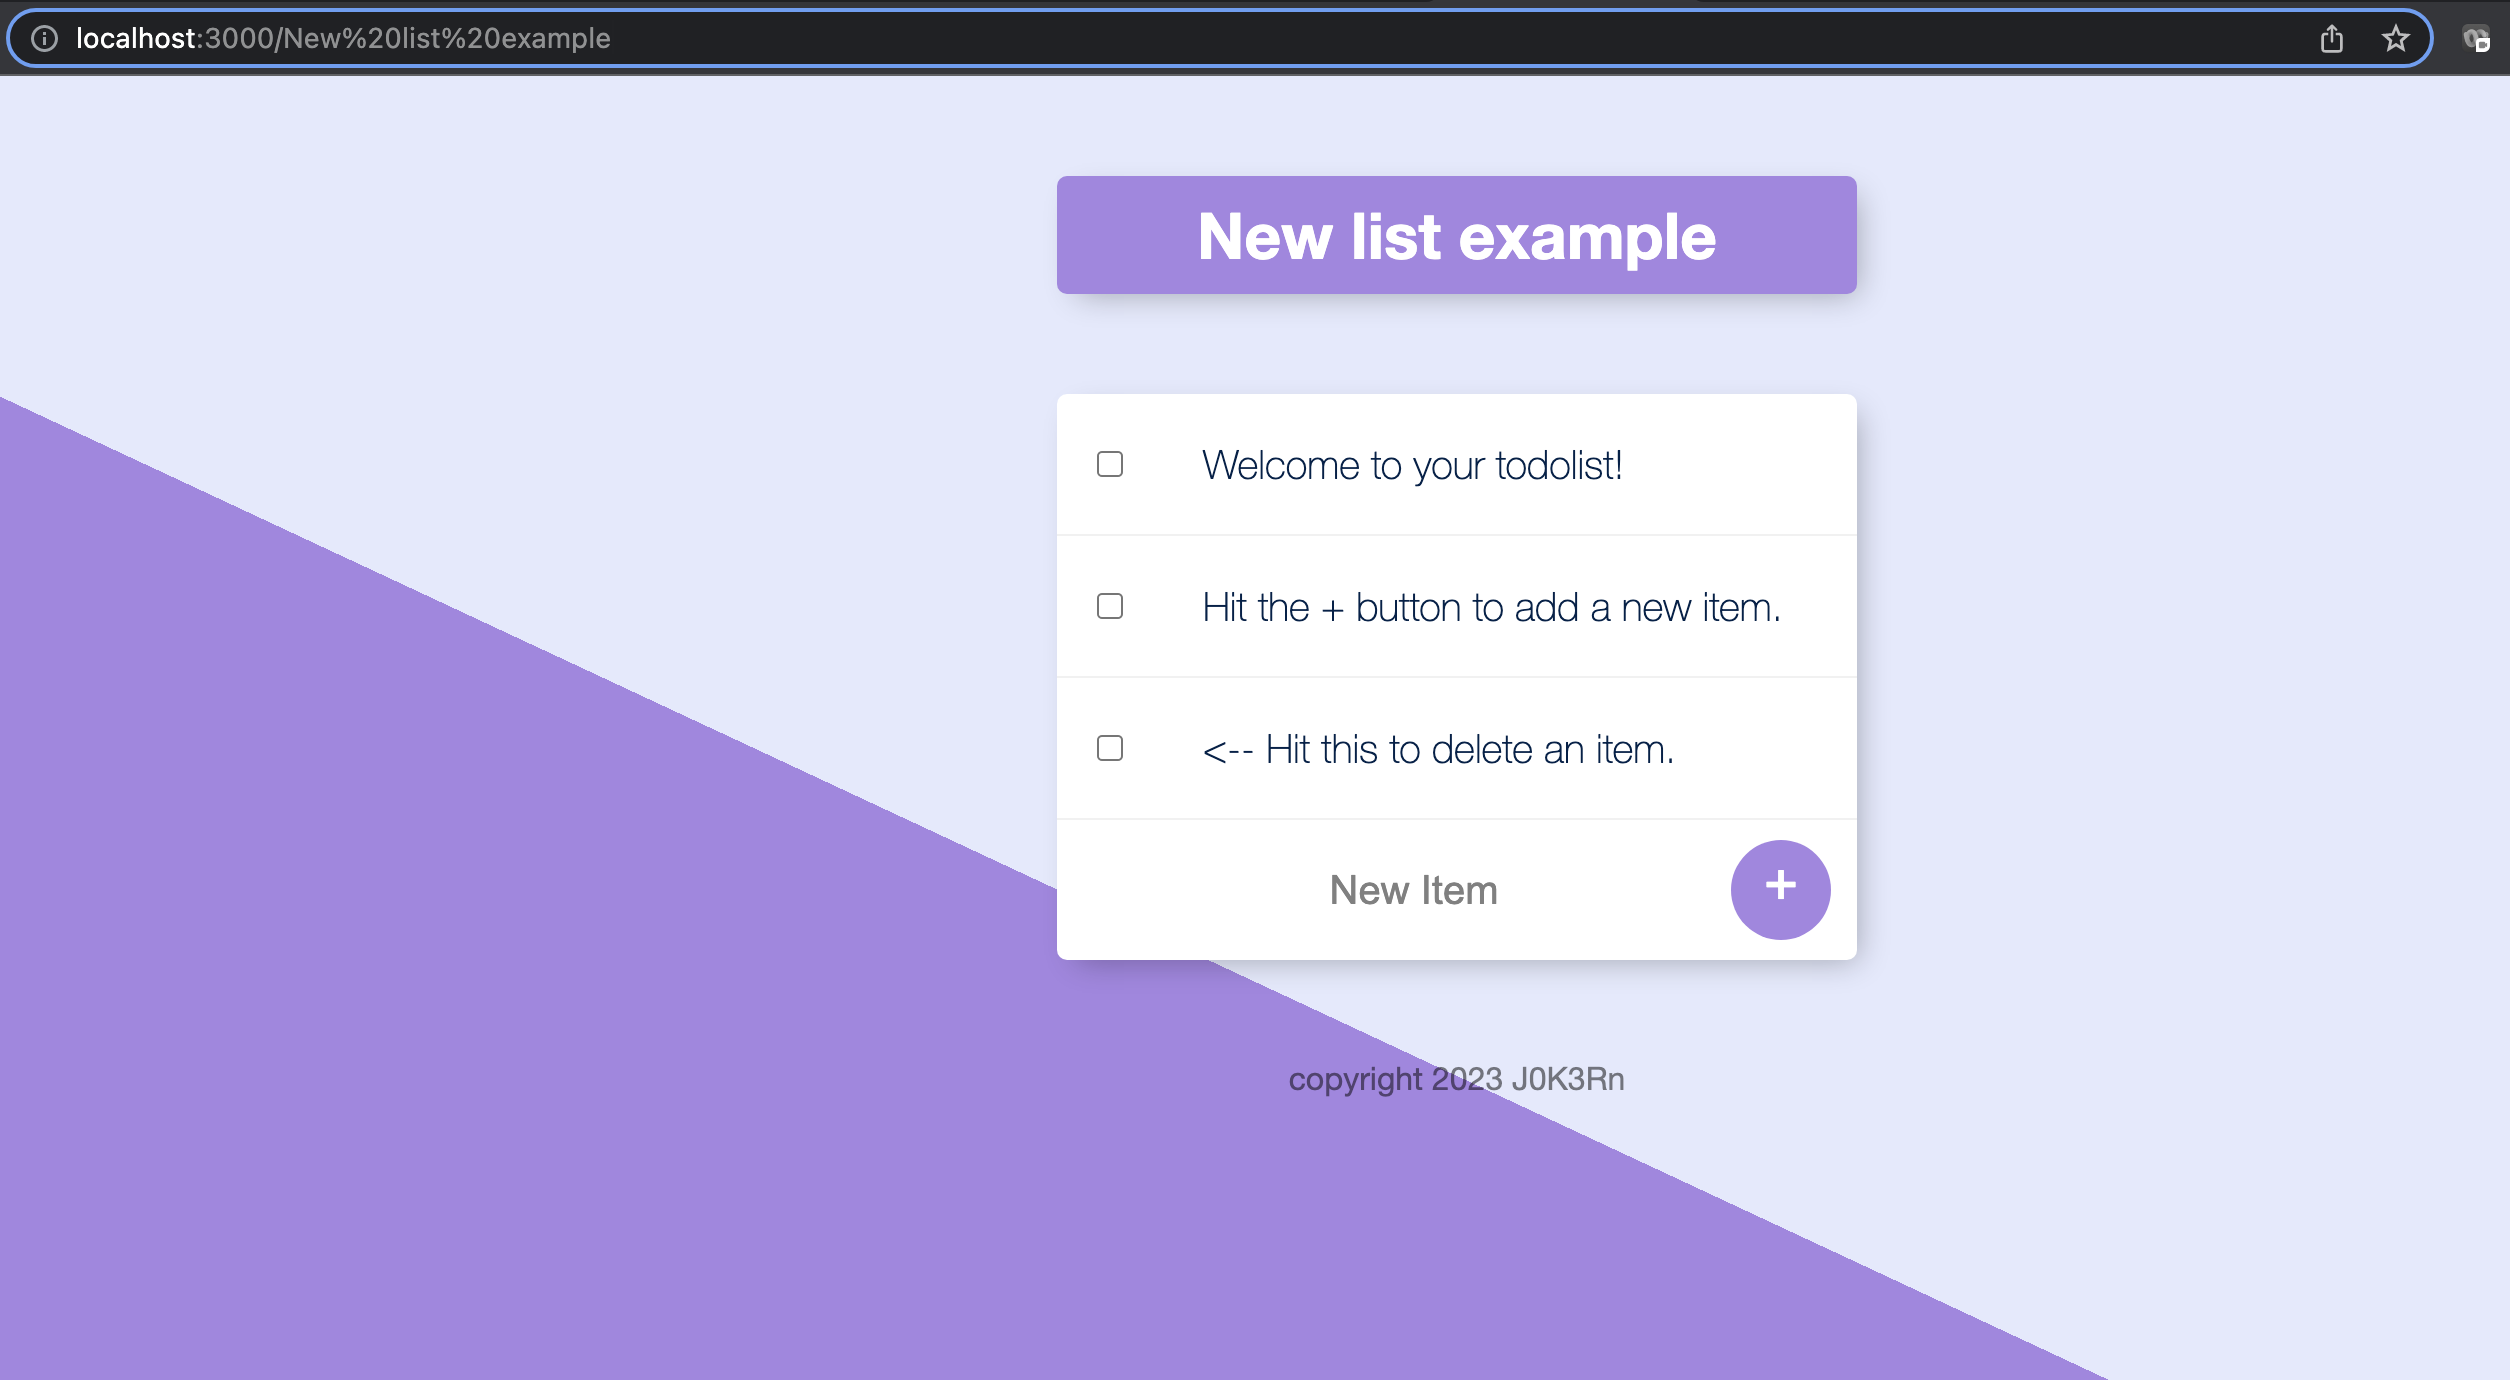 localhost:3000/New%20list%20example
New list example
Welcome to your todolist!
Hit the + button to add a new item.
<-- Hit this to delete an item.
New Item
+
copyright 2023 J0K3Rn